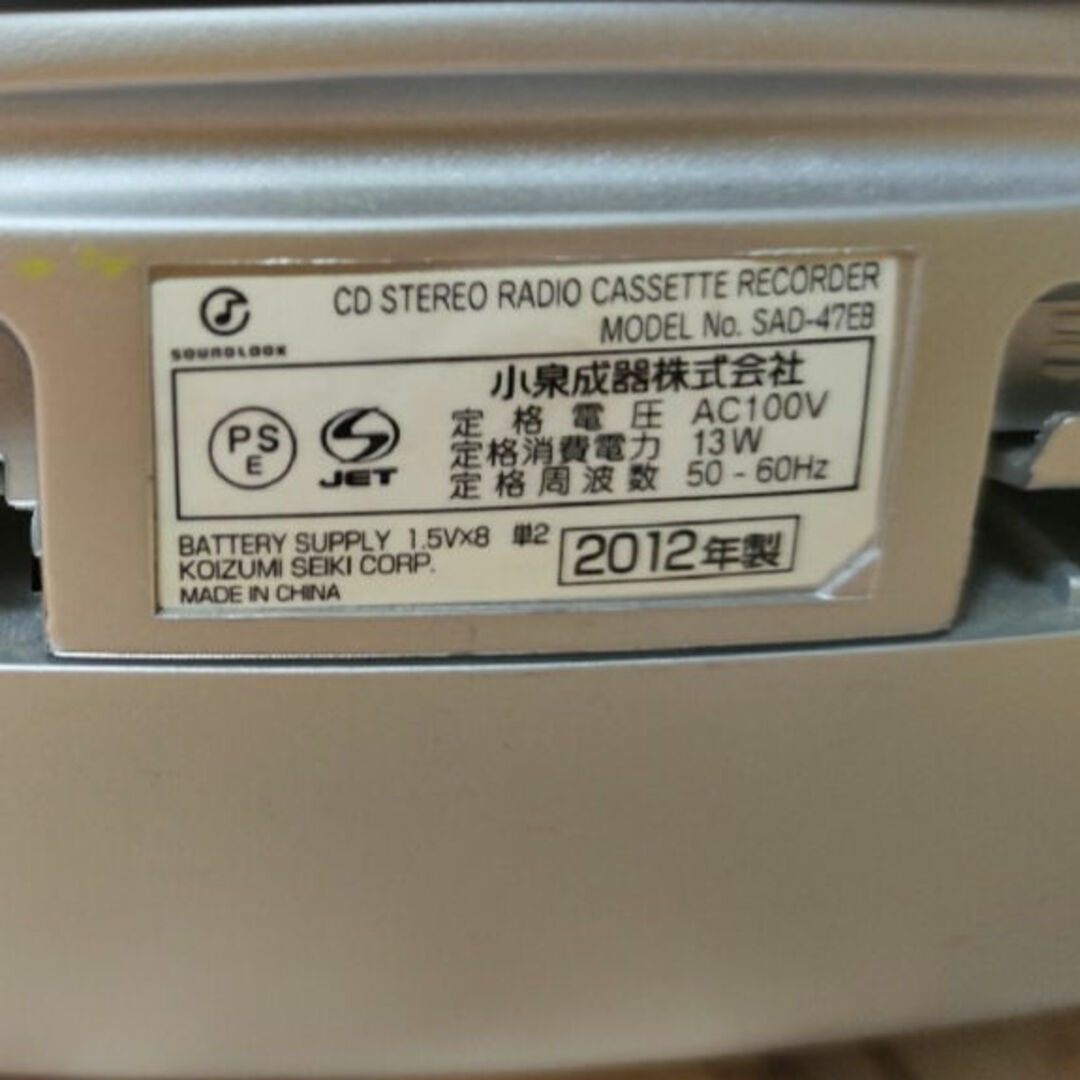 CD STEREO RADIO CASSETTE RECORDER
MODEL No. SAD-47EB
SOUNDLOOK
小泉成器株式会社
定格電圧 AC100V
定格消費電力 13W
定格周波数 50-60Hz
PS
E
JET
BATTERY SUPPLY 1.5V×8 単2
KOIZUMI SEIKI CORP.
MADE IN CHINA
2012年製